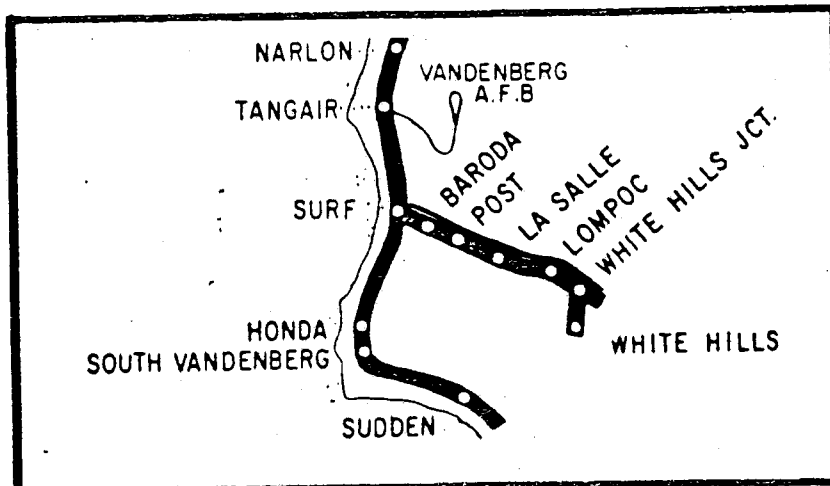 NARLON
VANDENBERG
A.F.B
TANGAIR
BARODA
POST
LA SALLE
LOMPOC
WHITE HILLS JCT.
SURF
HONDA
SOUTH VANDENBERG
WHITE HILLS
SUDDEN